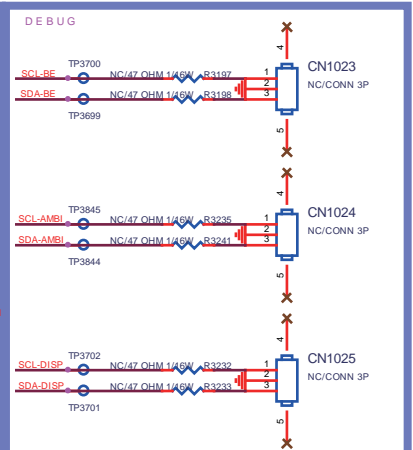 DEBUG
4
TP3700
CN1023
SCL-BE
NC/47 OHM 1/16W
R3197
1
2
NC/CONN 3P
SDA-BE
NC/47 OHM 1/16W
R3198
3
TP3699
5
4
TP3845
CN1024
SCL-AMBI
NC/47 OHM 1/16W
R3235
1
2
NC/CONN 3P
SDA-AMBI
NC/47 OHM 1/16W
R3241
3
TP3844
5
4
TP3702
CN1025
SCL-DISP
NC/47 OHM 1/16W
R3232
1
2
NC/CONN 3P
SDA-DISP
NC/47 OHM 1/16W
R3233
3
TP3701
5